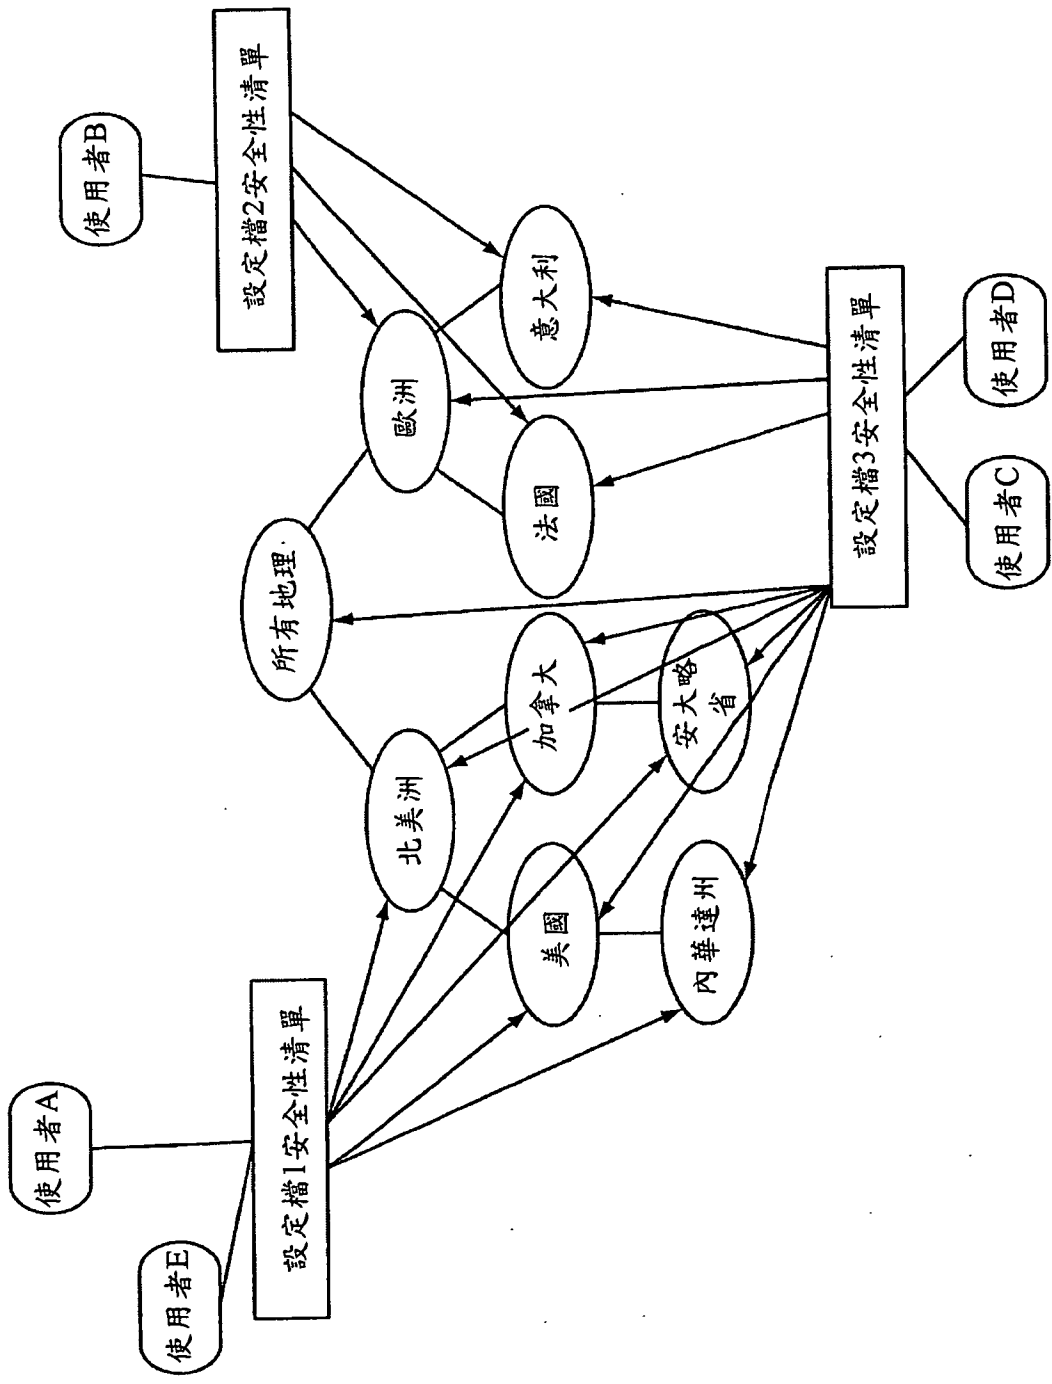 使用者A
使用者E
設定檔1安全性清單
使用者B
設定檔2安全性清單
所有地理
北美洲
歐洲
美國
加拿大
法國
意大利
內華達州
安大略
省
設定檔3安全性清單
使用者C
使用者D